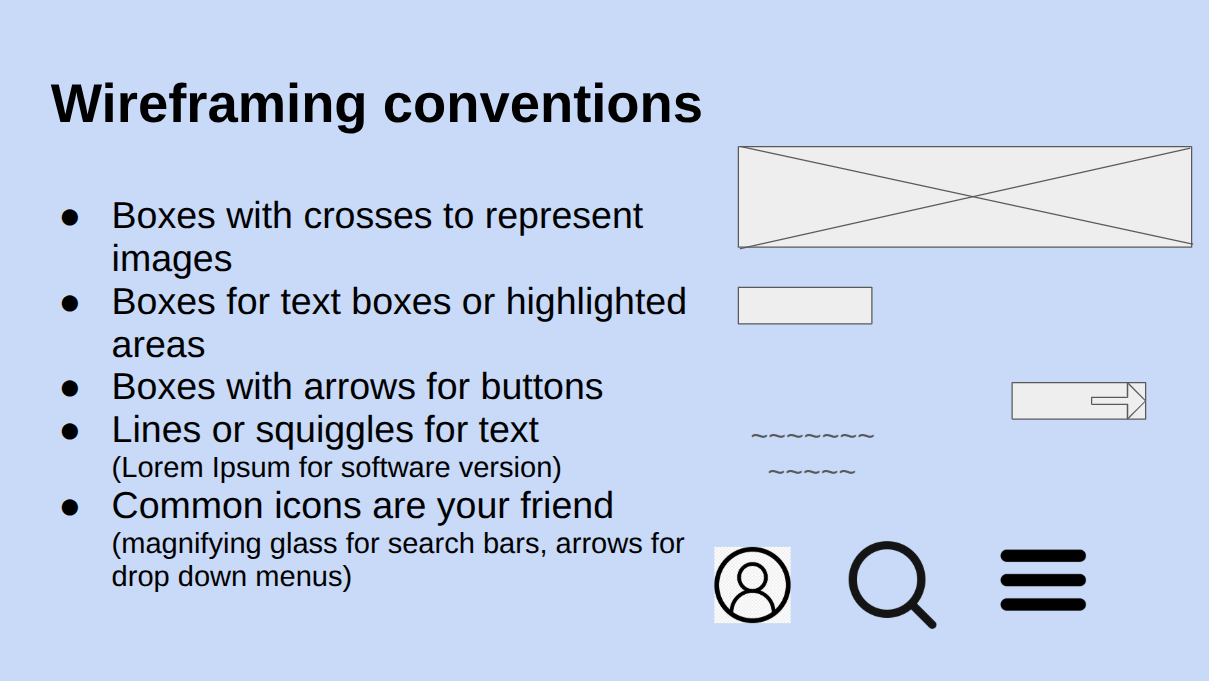 Wireframing conventions
● Boxes with crosses to represent
images
● Boxes for text boxes or highlighted
areas
● Boxes with arrows for buttons
● Lines or squiggles for text
(Lorem Ipsum for software version)
● Common icons are your friend
(magnifying glass for search bars, arrows for
drop down menus)
~~~~~~~
~~~~~